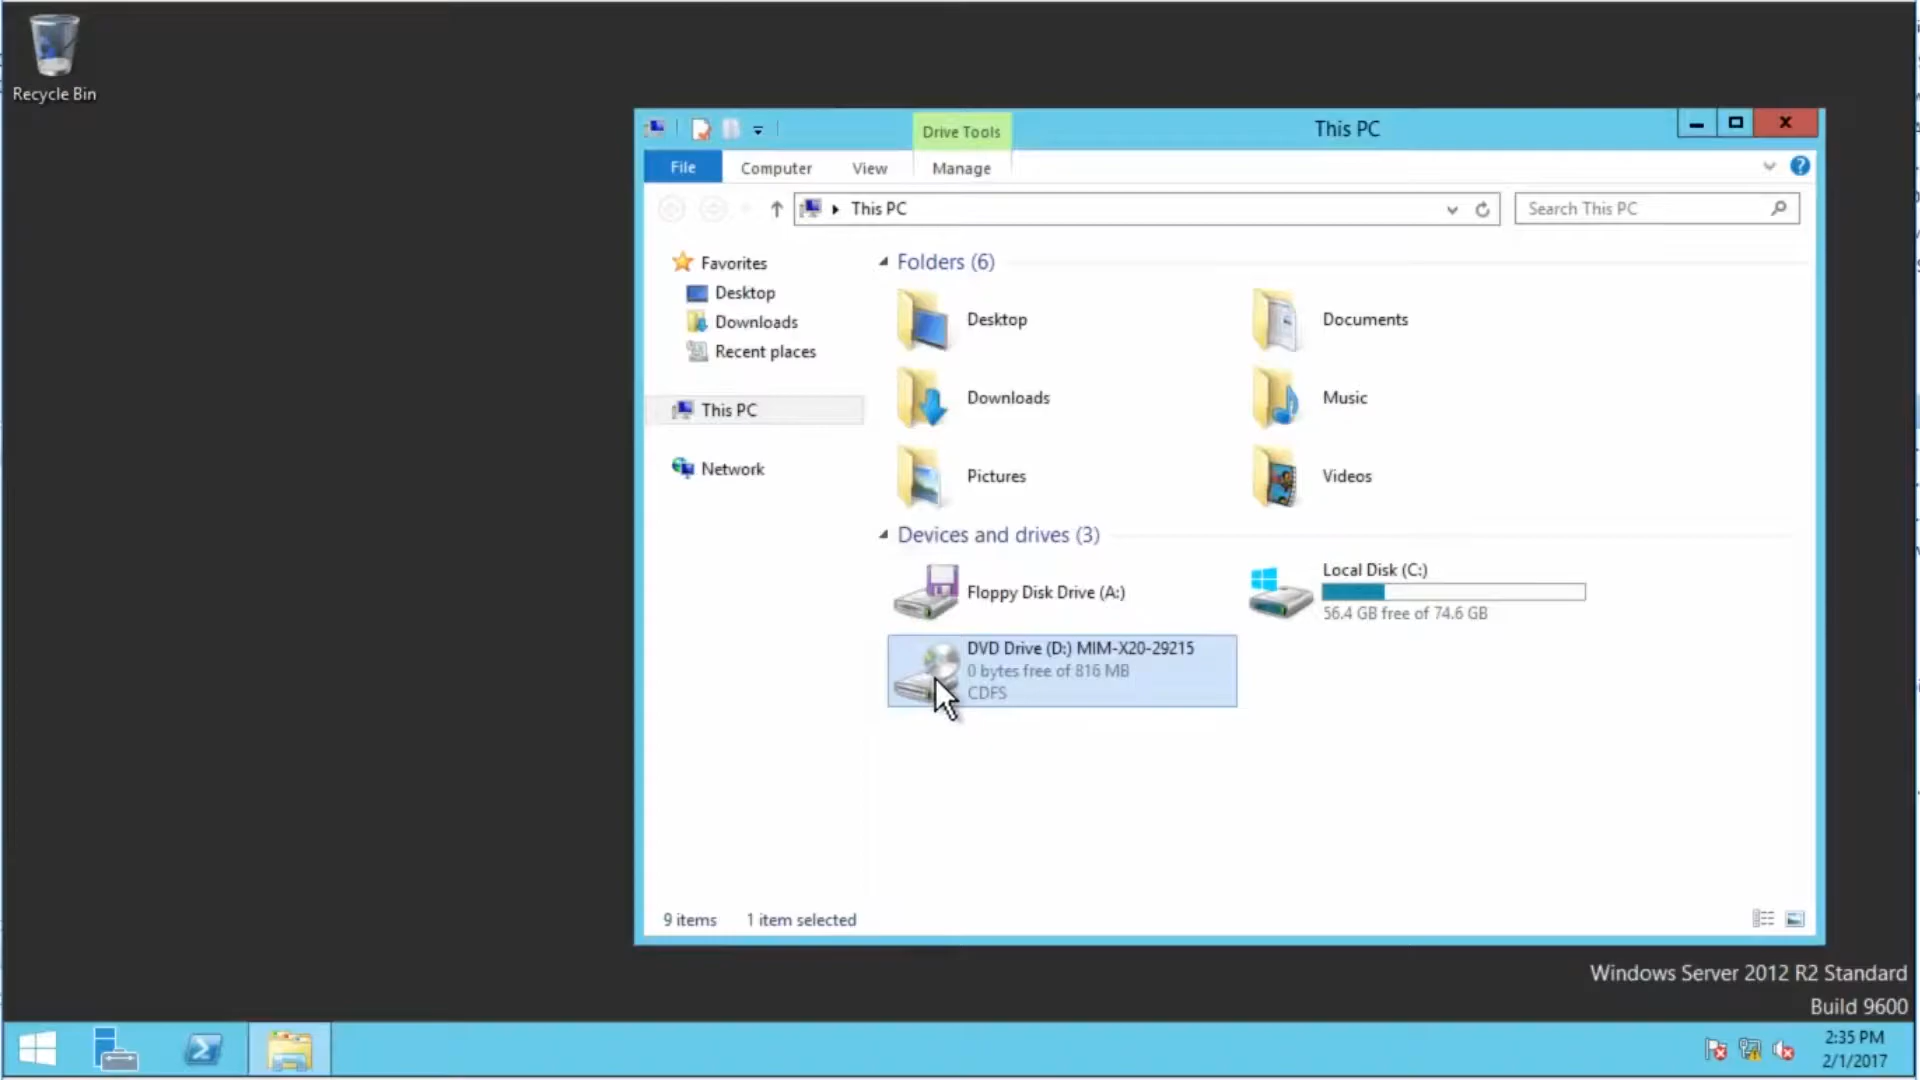 Recycle Bin
Drive Tools
This PC
File
Computer
View
Manage
This PC
Search This PC
Favorites
Desktop
Downloads
Recent places
This PC
Network
Folders (6)
Desktop
Documents
Downloads
Music
Pictures
Videos
Devices and drives (3)
Floppy Disk Drive (A:)
Local Disk (C:)
56.4 GB free of 74.6 GB
DVD Drive (D:) MIM-X20-29215
0 bytes free of 816 MB
CDFS
9 items
1 item selected
Windows Server 2012 R2 Standard
Build 9600
2:35 PM
2/1/2017